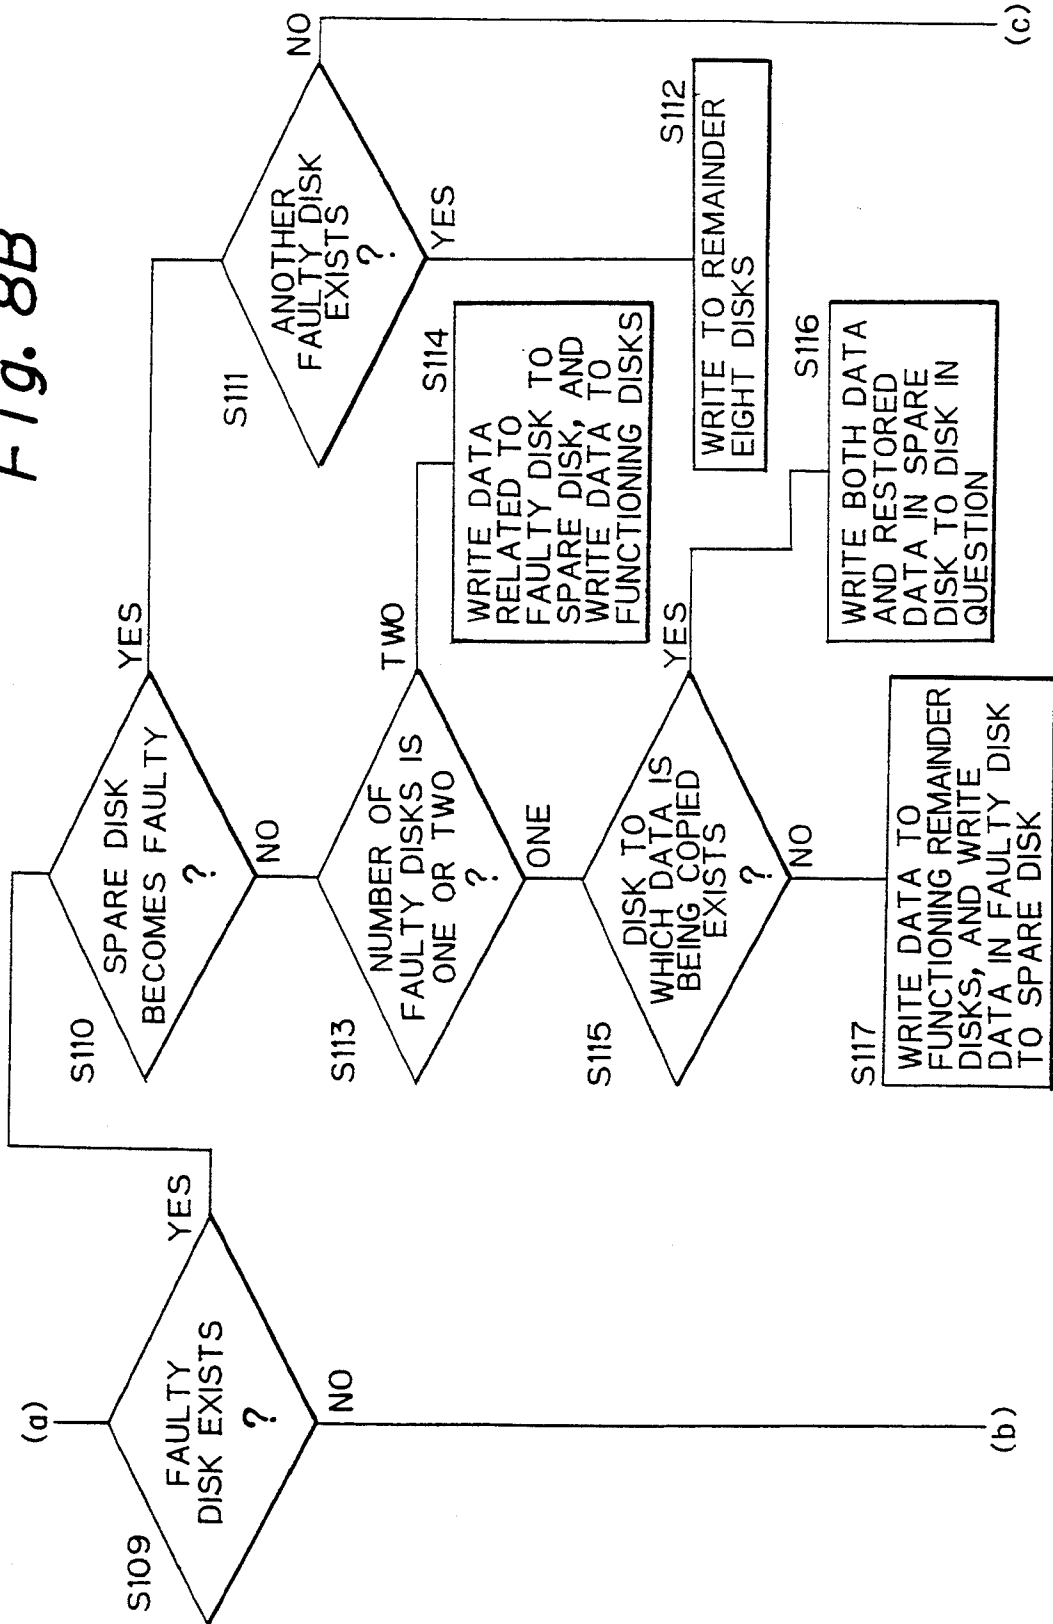 Fig. 8B
(a)
S109
FAULTY
DISK EXISTS
?
YES
NO
(b)
S110
SPARE DISK
BECOMES FAULTY
?
YES
NO
S111
ANOTHER
FAULTY DISK
EXISTS
?
NO
YES
(c)
S112
WRITE TO REMAINDER
EIGHT DISKS
S113
NUMBER OF
FAULTY DISKS IS
ONE OR TWO
?
TWO
ONE
S114
WRITE DATA
RELATED TO
FAULTY DISK TO
SPARE DISK, AND
WRITE DATA TO
FUNCTIONING DISKS
S115
DISK TO
WHICH DATA IS
BEING COPIED
EXISTS
?
YES
NO
S116
WRITE BOTH DATA
AND RESTORED
DATA IN SPARE
DISK TO DISK IN
QUESTION
S117
WRITE DATA TO
FUNCTIONING REMAINDER
DISKS, AND WRITE
DATA IN FAULTY DISK
TO SPARE DISK